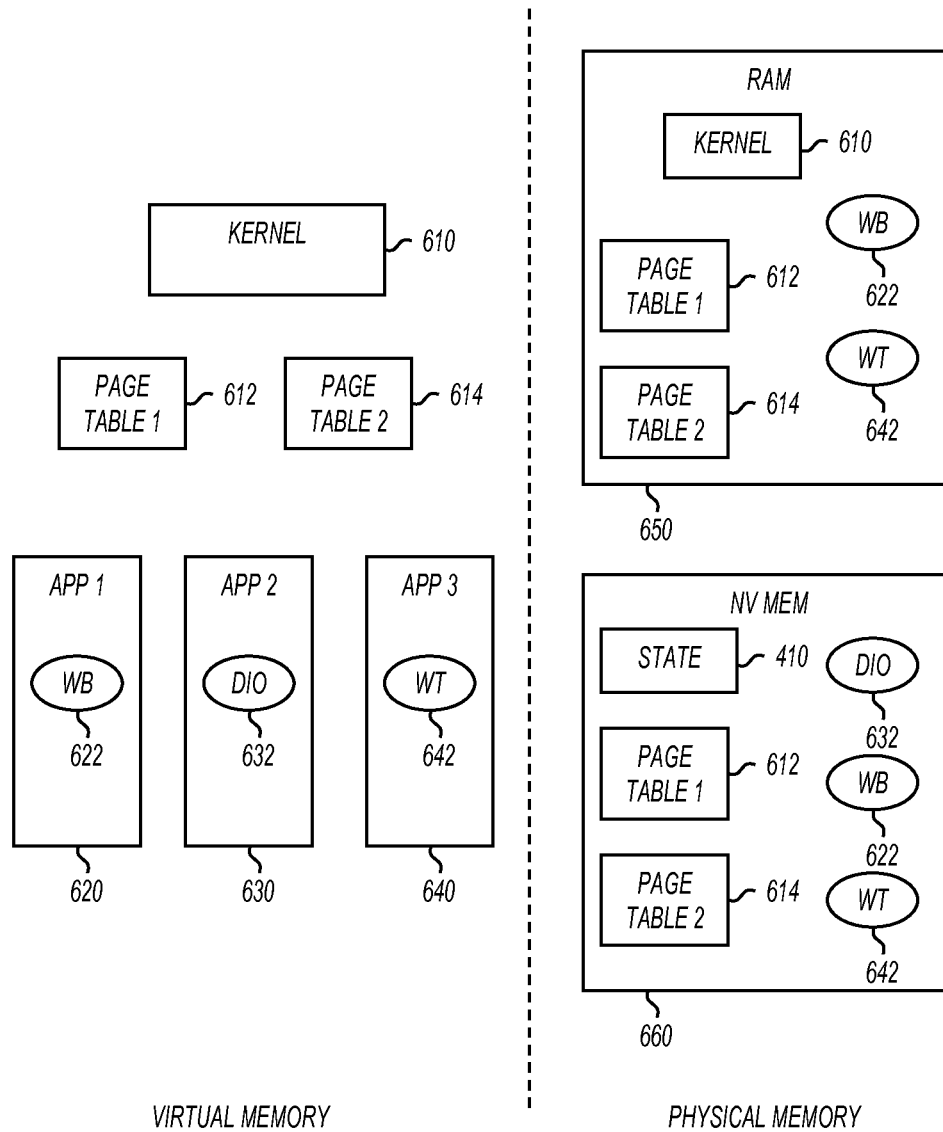 RAM
KERNEL
610
WB
622
PAGE
TABLE 1
612
WT
642
PAGE
TABLE 2
614
650
KERNEL
610
PAGE
TABLE 1
612
PAGE
TABLE 2
614
APP 1
WB
622
620
APP 2
DIO
632
630
APP 3
WT
642
640
NV MEM
STATE
410
DIO
632
PAGE
TABLE 1
612
WB
622
PAGE
TABLE 2
614
WT
642
660
VIRTUAL MEMORY
PHYSICAL MEMORY